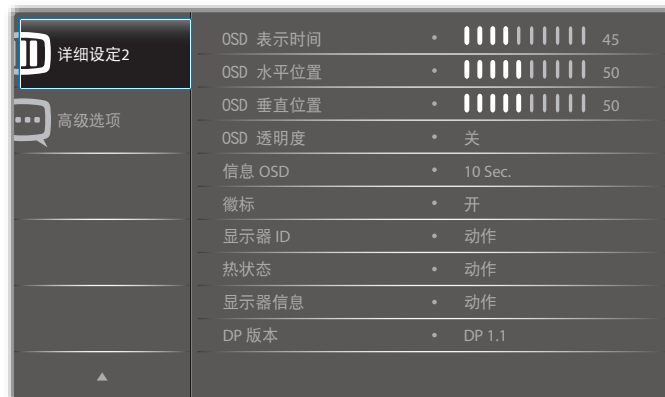 详细设定2
高级选项
OSD 表示时间 • 45
OSD 水平位置 • 50
OSD 垂直位置 • 50
OSD 透明度 • 关
信息 OSD • 10 Sec.
徽标 • 开
显示器 ID • 动作
热状态 • 动作
显示器信息 • 动作
DP 版本 • DP 1.1